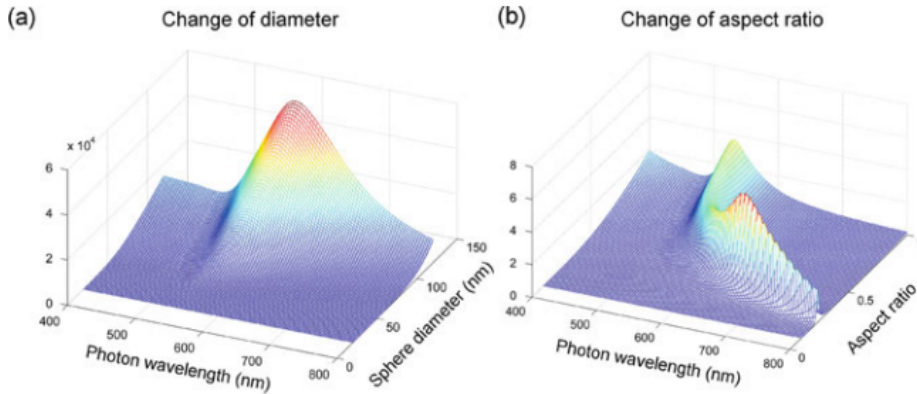 (a)
Change of diameter
x 10⁴
6
4
2
0
400
500
600
700
800
0
50
100
150
Photon wavelength (nm)
Sphere diameter (nm)
(b)
Change of aspect ratio
8
6
4
2
0
400
500
600
700
800
0
0.5
Photon wavelength (nm)
Aspect ratio